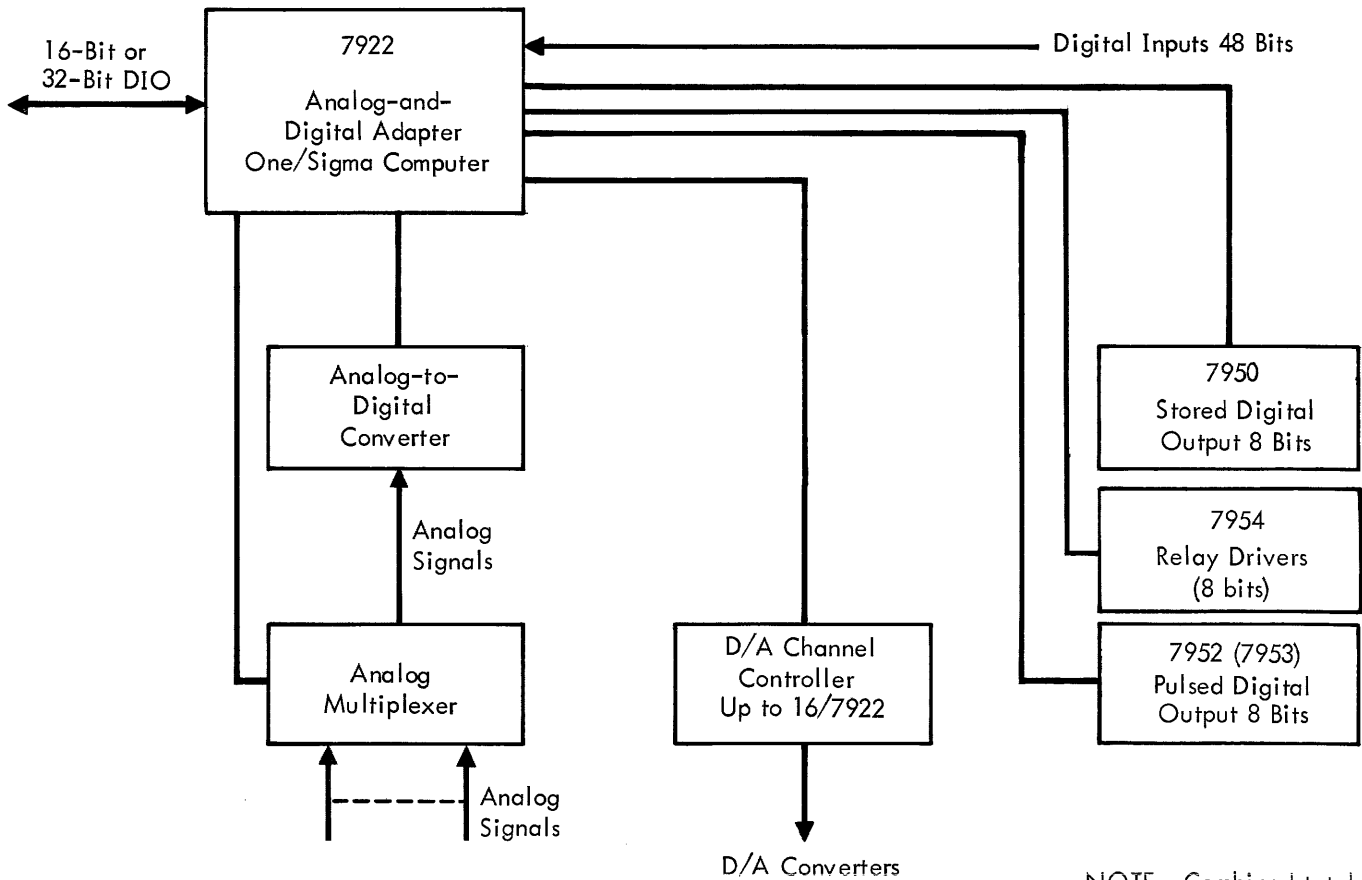 16-Bit or
32-Bit DIO
7922
Analog-and-
Digital Adapter
One/Sigma Computer
Digital Inputs 48 Bits
Analog-to-
Digital
Converter
7950
Stored Digital
Output 8 Bits
Analog
Signals
7954
Relay Drivers
(8 bits)
Analog
Multiplexer
D/A Channel
Controller
Up to 16/7922
7952 (7953)
Pulsed Digital
Output 8 Bits
Analog
Signals
D/A Converters